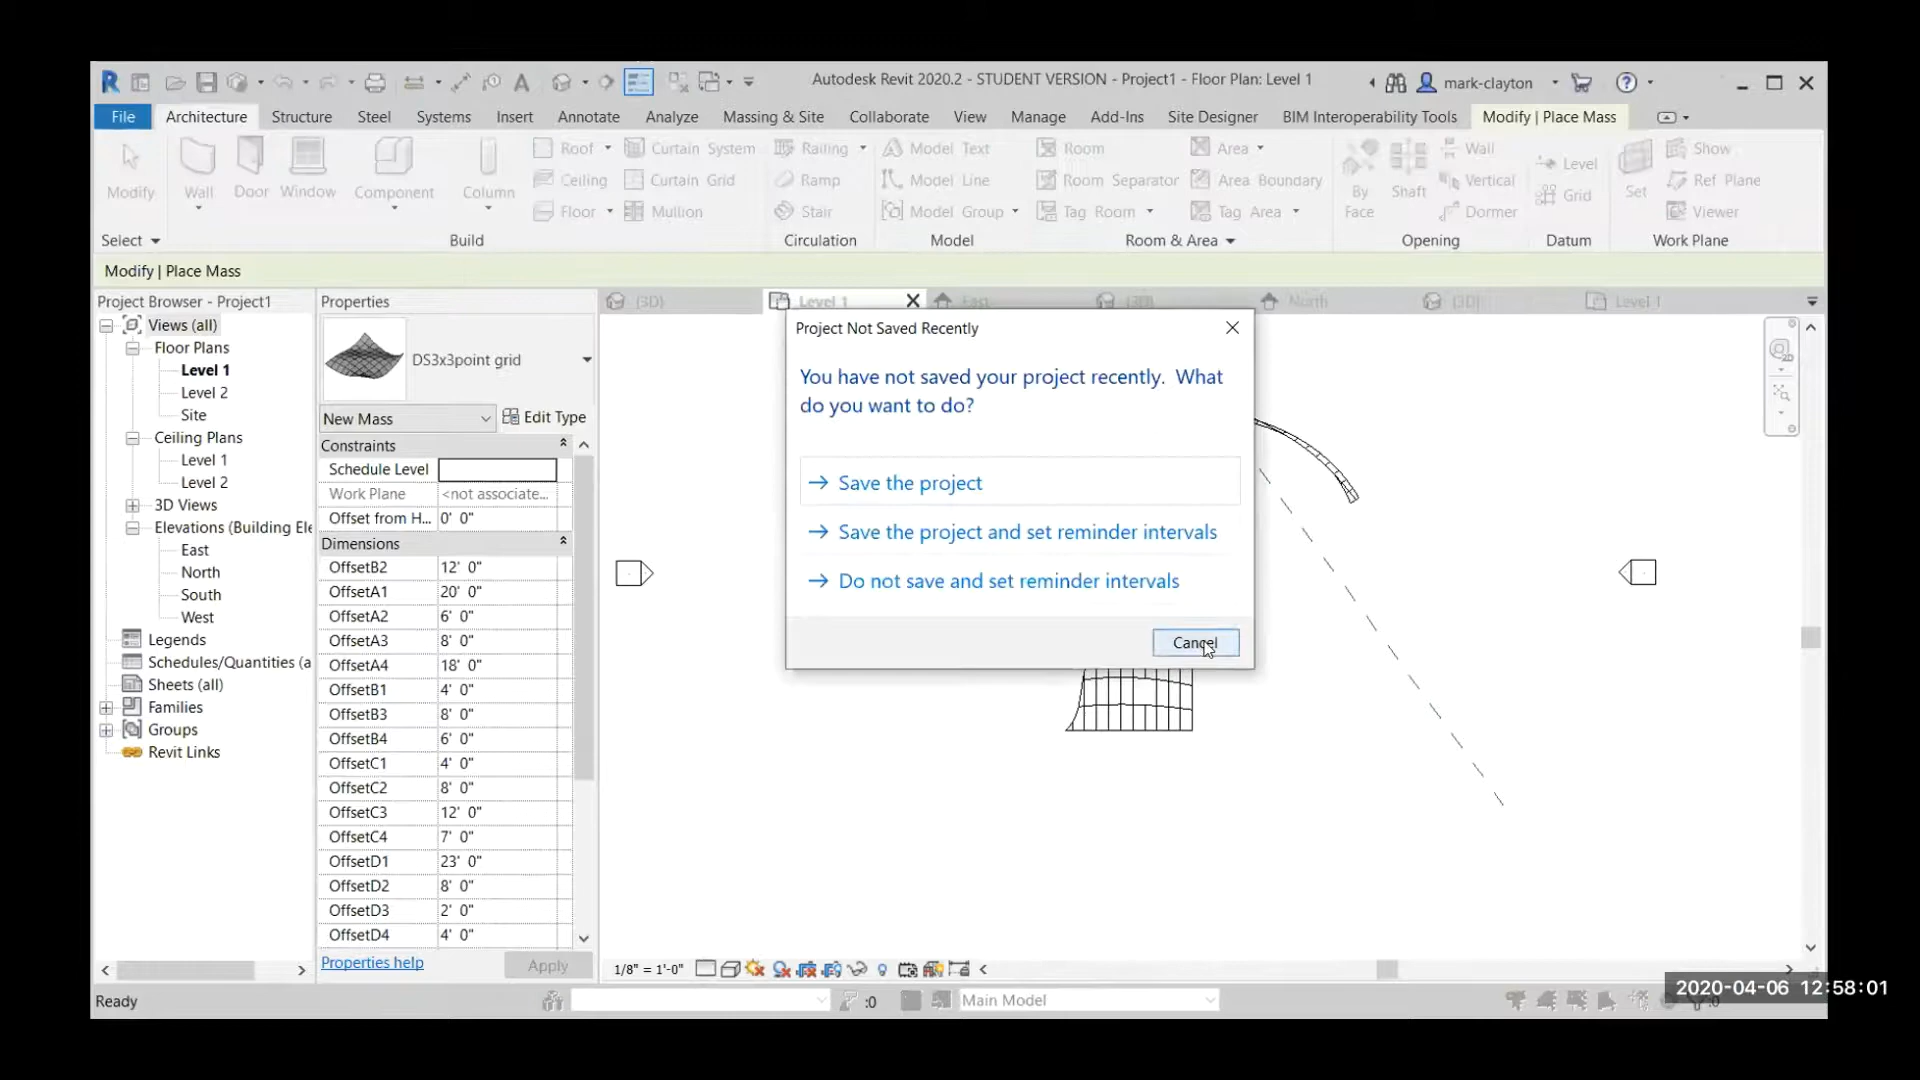 Autodesk Revit 2020.2 - STUDENT VERSION - Project1 - Floor Plan: Level 1
mark-clayton
File Architecture Structure Steel Systems Insert Annotate Analyze Massing & Site Collaborate View Manage Add-Ins Site Designer BIM Interoperability Tools Modify | Place Mass
Modify Wall Door Window Component Column
Roof Curtain System
Ceiling Curtain Grid
Floor Mullion
Railing
Ramp
Stair
Model Text
Model Line
Model Group
Room Area
Room Separator Area Boundary
Tag Room Tag Area
By Face Shaft
Wall
Vertical
Dormer
Level
Grid
Set
Show
Ref Plane
Viewer
Select Build Circulation Model Room & Area Opening Datum Work Plane
Modify | Place Mass
Project Browser - Project1
Views (all)
Floor Plans
Level 1
Level 2
Site
Ceiling Plans
Level 1
Level 2
3D Views
Elevations (Building Ele
East
North
South
West
Legends
Schedules/Quantities (a
Sheets (all)
Families
Groups
Revit Links
Properties
DS3x3point grid
New Mass Edit Type
Constraints
Schedule Level
Work Plane <not associate...
Offset from H... 0' 0"
Dimensions
OffsetB2 12' 0"
OffsetA1 20' 0"
OffsetA2 6' 0"
OffsetA3 8' 0"
OffsetA4 18' 0"
OffsetB1 4' 0"
OffsetB3 8' 0"
OffsetB4 6' 0"
OffsetC1 4' 0"
OffsetC2 8' 0"
OffsetC3 12' 0"
OffsetC4 7' 0"
OffsetD1 23' 0"
OffsetD2 8' 0"
OffsetD3 2' 0"
OffsetD4 4' 0"
Properties help Apply
{3D} Level 1 East {3D} North {3D} Level 1
Project Not Saved Recently
You have not saved your project recently. What
do you want to do?
Save the project
Save the project and set reminder intervals
Do not save and set reminder intervals
Cancel
2D
1/8" = 1'-0"
Ready :0 Main Model :0
2020-04-06 12:58:01